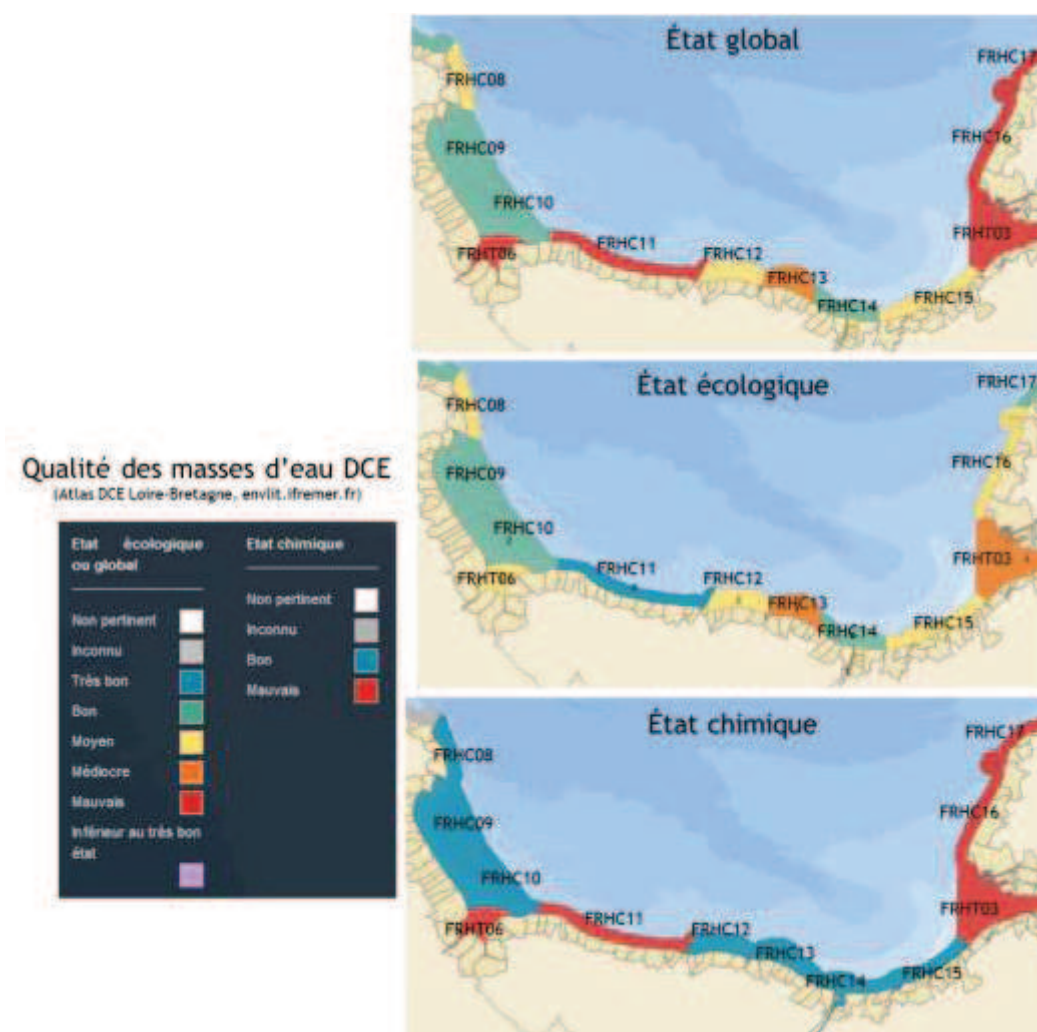 État global
FRHC17
FRHC08
FRHC16
FRHC09
FRHC10
FRHT03
FRHC11
FRHT06
FRHC12
FRHC13
FRHC14
FRHC15
État écologique
FRHC17
FRHC08
FRHC16
FRHC09
FRHC10
FRHT03
FRHC11
FRHT06
FRHC12
FRHC13
FRHC14
FRHC15
Qualité des masses d'eau DCE
(Atlas DCE Loire-Bretagne, envlit.ifremer.fr)
Etat écologique
ou global
Non pertinent
Inconnu
Très bon
Bon
Moyen
Médiocre
Mauvais
Inférieur au très bon
état
Etat chimique
Non pertinent
Inconnu
Bon
Mauvais
État chimique
FRHC17
FRHC08
FRHC16
FRHC09
FRHC10
FRHT03
FRHC11
FRHT06
FRHC12
FRHC13
FRHC14
FRHC15